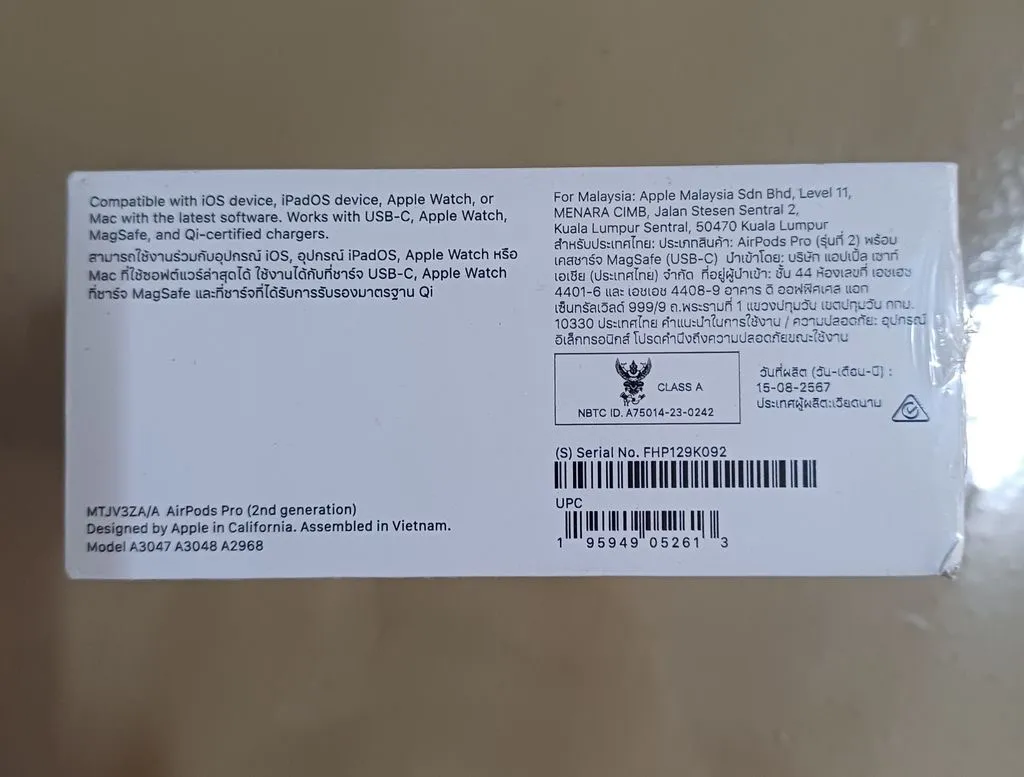 Compatible with iOS device, iPadOS device, Apple Watch, or
Mac with the latest software. Works with USB-C, Apple Watch,
MagSafe, and Qi-certified chargers.
สามารถใช้งานร่วมกับอุปกรณ์ iOS, อุปกรณ์ iPadOS, Apple Watch หรือ
Mac ที่ใช้ซอฟต์แวร์ล่าสุดได้ ใช้งานได้กับที่ชาร์จ USB-C, Apple Watch
ที่ชาร์จ MagSafe และที่ชาร์จที่ได้รับการรับรองมาตรฐาน Qi
MTJV3ZA/A AirPods Pro (2nd generation)
Designed by Apple in California. Assembled in Vietnam.
Model A3047 A3048 A2968
For Malaysia: Apple Malaysia Sdn Bhd, Level 11,
MENARA CIMB, Jalan Stesen Sentral 2,
Kuala Lumpur Sentral, 50470 Kuala Lumpur
สำหรับประเทศไทย: ประเภทสินค้า: AirPods Pro (รุ่นที่ 2) พร้อม
เคสชาร์จ MagSafe (USB-C) นำเข้าโดย: บริษัท แอปเปิ้ล เซาท์
เอเชีย (ประเทศไทย) จำกัด ที่อยู่ผู้นำเข้า: ชั้น 44 ห้องเลขที่ เอชเอช
4401-6 และ เอชเอช 4408-9 อาคาร ดิ ออฟฟิศเศส แอท
เซ็นทรัลเวิลด์ 999/9 ถ.พระรามที่ 1 แขวงปทุมวัน เขตปทุมวัน กทม.
10330 ประเทศไทย คำแนะนำในการใช้งาน / ความปลอดภัย: อุปกรณ์
อิเล็กทรอนิกส์ โปรดคำนึงถึงความปลอดภัยขณะใช้งาน
CLASS A
NBTC ID. A75014-23-0242
วันที่ผลิต (วัน-เดือน-ปี) :
15-08-2567
ประเทศผู้ผลิต:เวียดนาม
(S) Serial No. FHP129K092
UPC
1 95949 05261 3